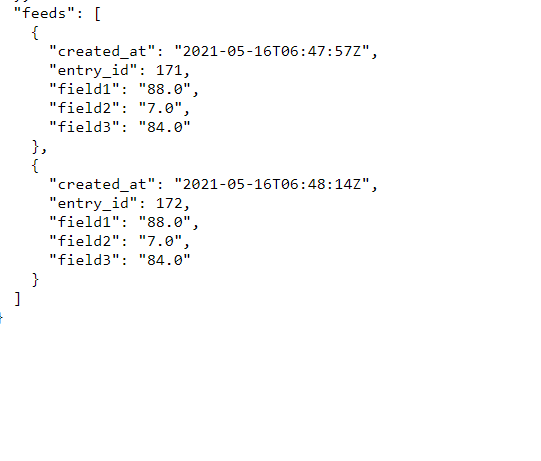 "feeds": [
{
"created_at": "2021-05-16T06:47:57Z",
"entry_id": 171,
"field1": "88.0",
"field2": "7.0",
"field3": "84.0"
},
{
"created_at": "2021-05-16T06:48:14Z",
"entry_id": 172,
"field1": "88.0",
"field2": "7.0",
"field3": "84.0"
}
]
}